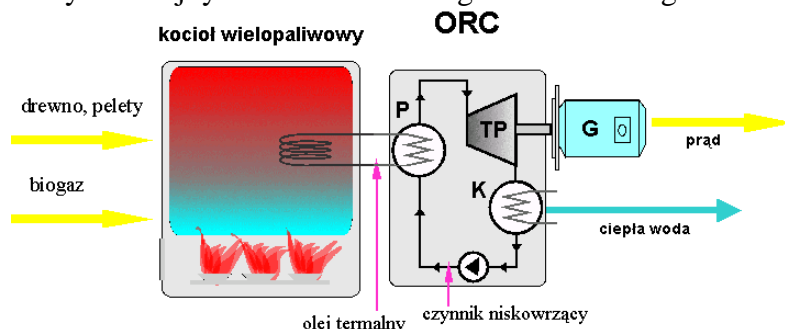 ORC
kocioł wielopaliwowy
drewno, pelety
biogaz
P
TP
G
K
prąd
ciepła woda
olej termalny
czynnik niskowrzący